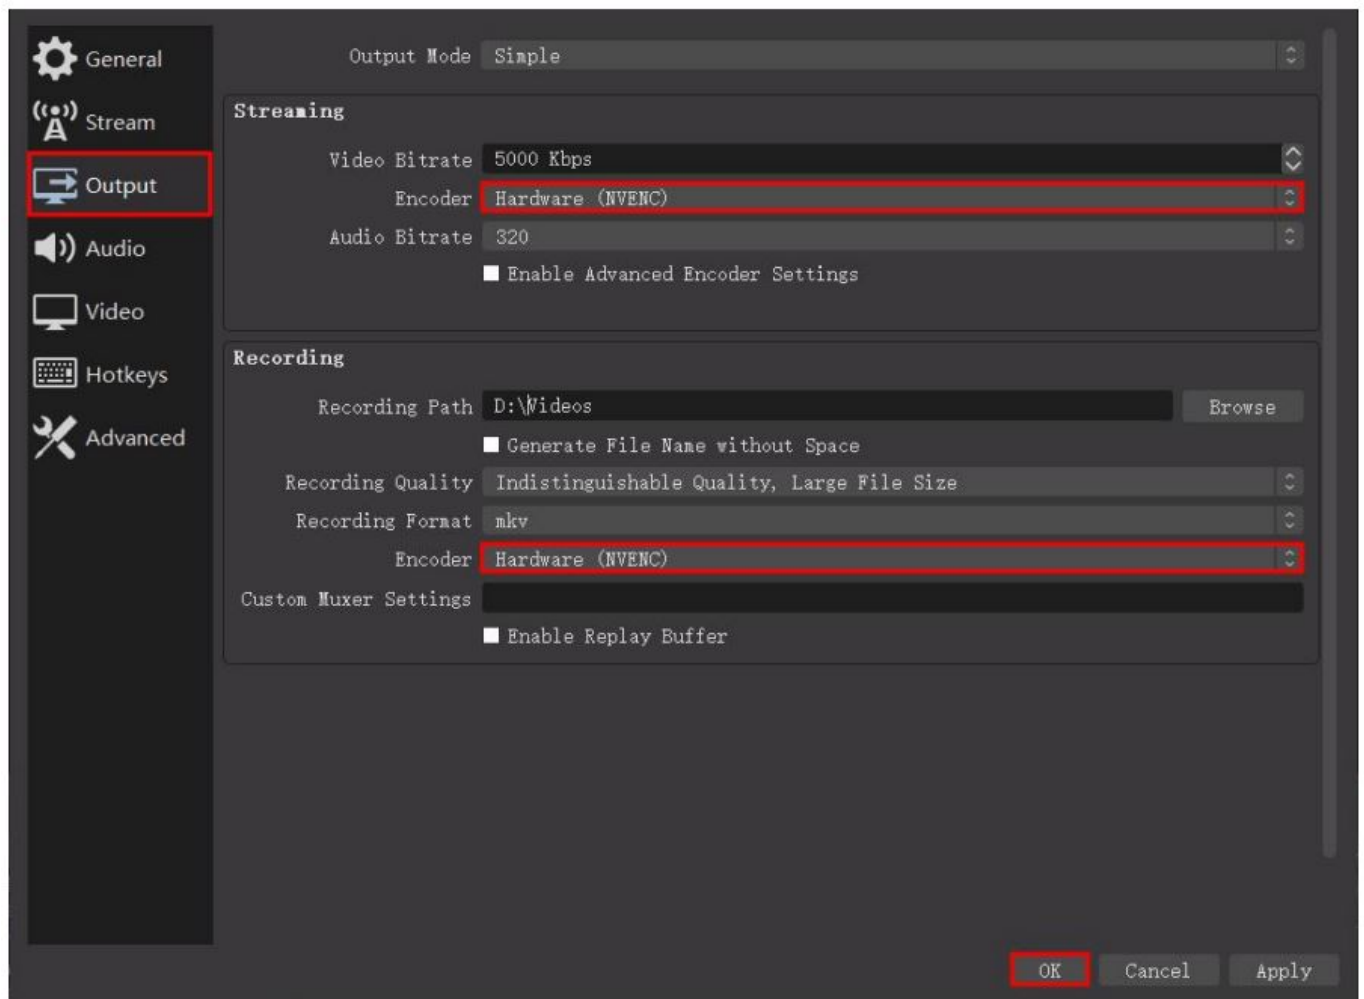 General
Stream
Output
Audio
Video
Hotkeys
Advanced
Output Mode Simple
Streaming
Video Bitrate 5000 Kbps
Encoder Hardware (NVENC)
Audio Bitrate 320
Enable Advanced Encoder Settings
Recording
Recording Path D:\Videos Browse
Generate File Name without Space
Recording Quality Indistinguishable Quality, Large File Size
Recording Format mkv
Encoder Hardware (NVENC)
Custom Muxer Settings
Enable Replay Buffer
OK Cancel Apply